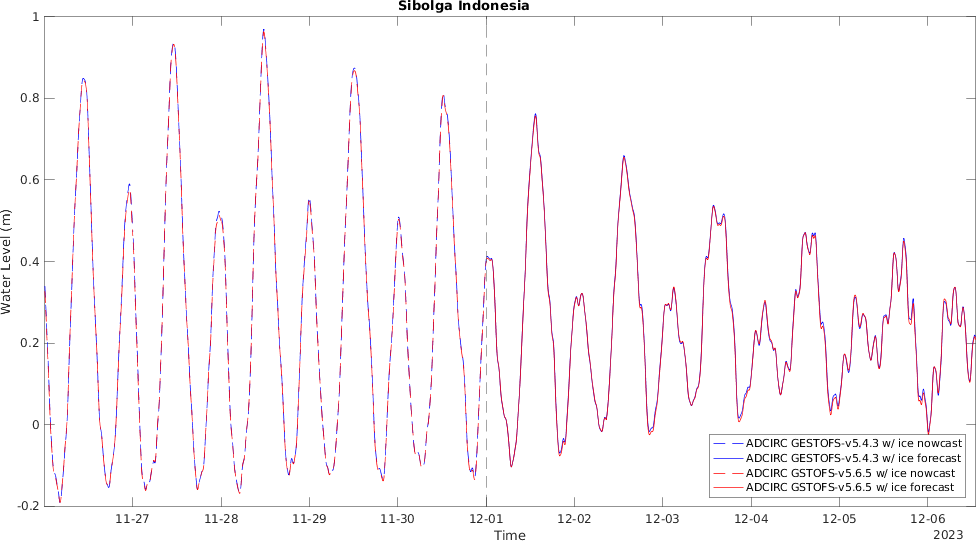 Sibolga Indonesia
1
0.8
0.6
0.4
0.2
0
-0.2
Water Level (m)
11-27 11-28 11-29 11-30 12-01 12-02 12-03 12-04 12-05 12-06
Time
2023
ADCIRC GESTOFS-v5.4.3 w/ ice nowcast
ADCIRC GESTOFS-v5.4.3 w/ ice forecast
ADCIRC GSTOFS-v5.6.5 w/ ice nowcast
ADCIRC GSTOFS-v5.6.5 w/ ice forecast